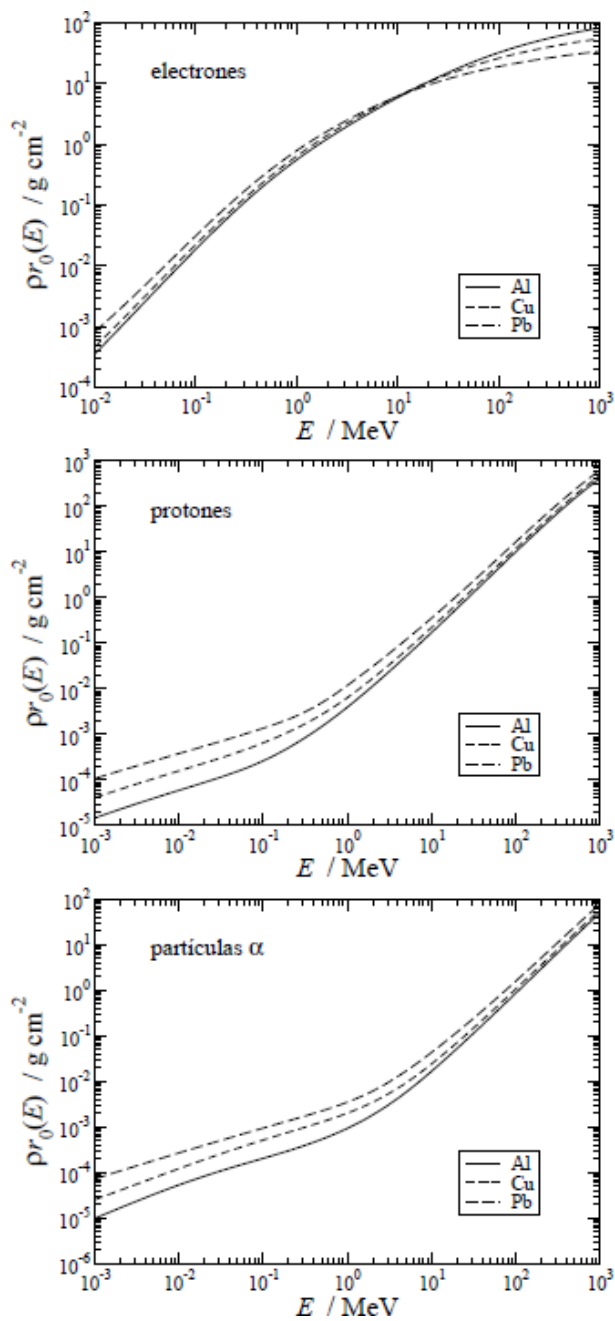 10²
10¹
10⁰
10⁻¹
10⁻²
10⁻³
10⁻⁴
ρr₀(E) / g cm⁻²
electrones
Al
Cu
Pb
10⁻² 10⁻¹ 10⁰ 10¹ 10² 10³
E / MeV
10³
10²
10¹
10⁰
10⁻¹
10⁻²
10⁻³
10⁻⁴
10⁻⁵
ρr₀(E) / g cm⁻²
protones
Al
Cu
Pb
10⁻³ 10⁻² 10⁻¹ 10⁰ 10¹ 10² 10³
E / MeV
10²
10¹
10⁰
10⁻¹
10⁻²
10⁻³
10⁻⁴
10⁻⁵
10⁻⁶
ρr₀(E) / g cm⁻²
partículas α
Al
Cu
Pb
10⁻³ 10⁻² 10⁻¹ 10⁰ 10¹ 10² 10³
E / MeV